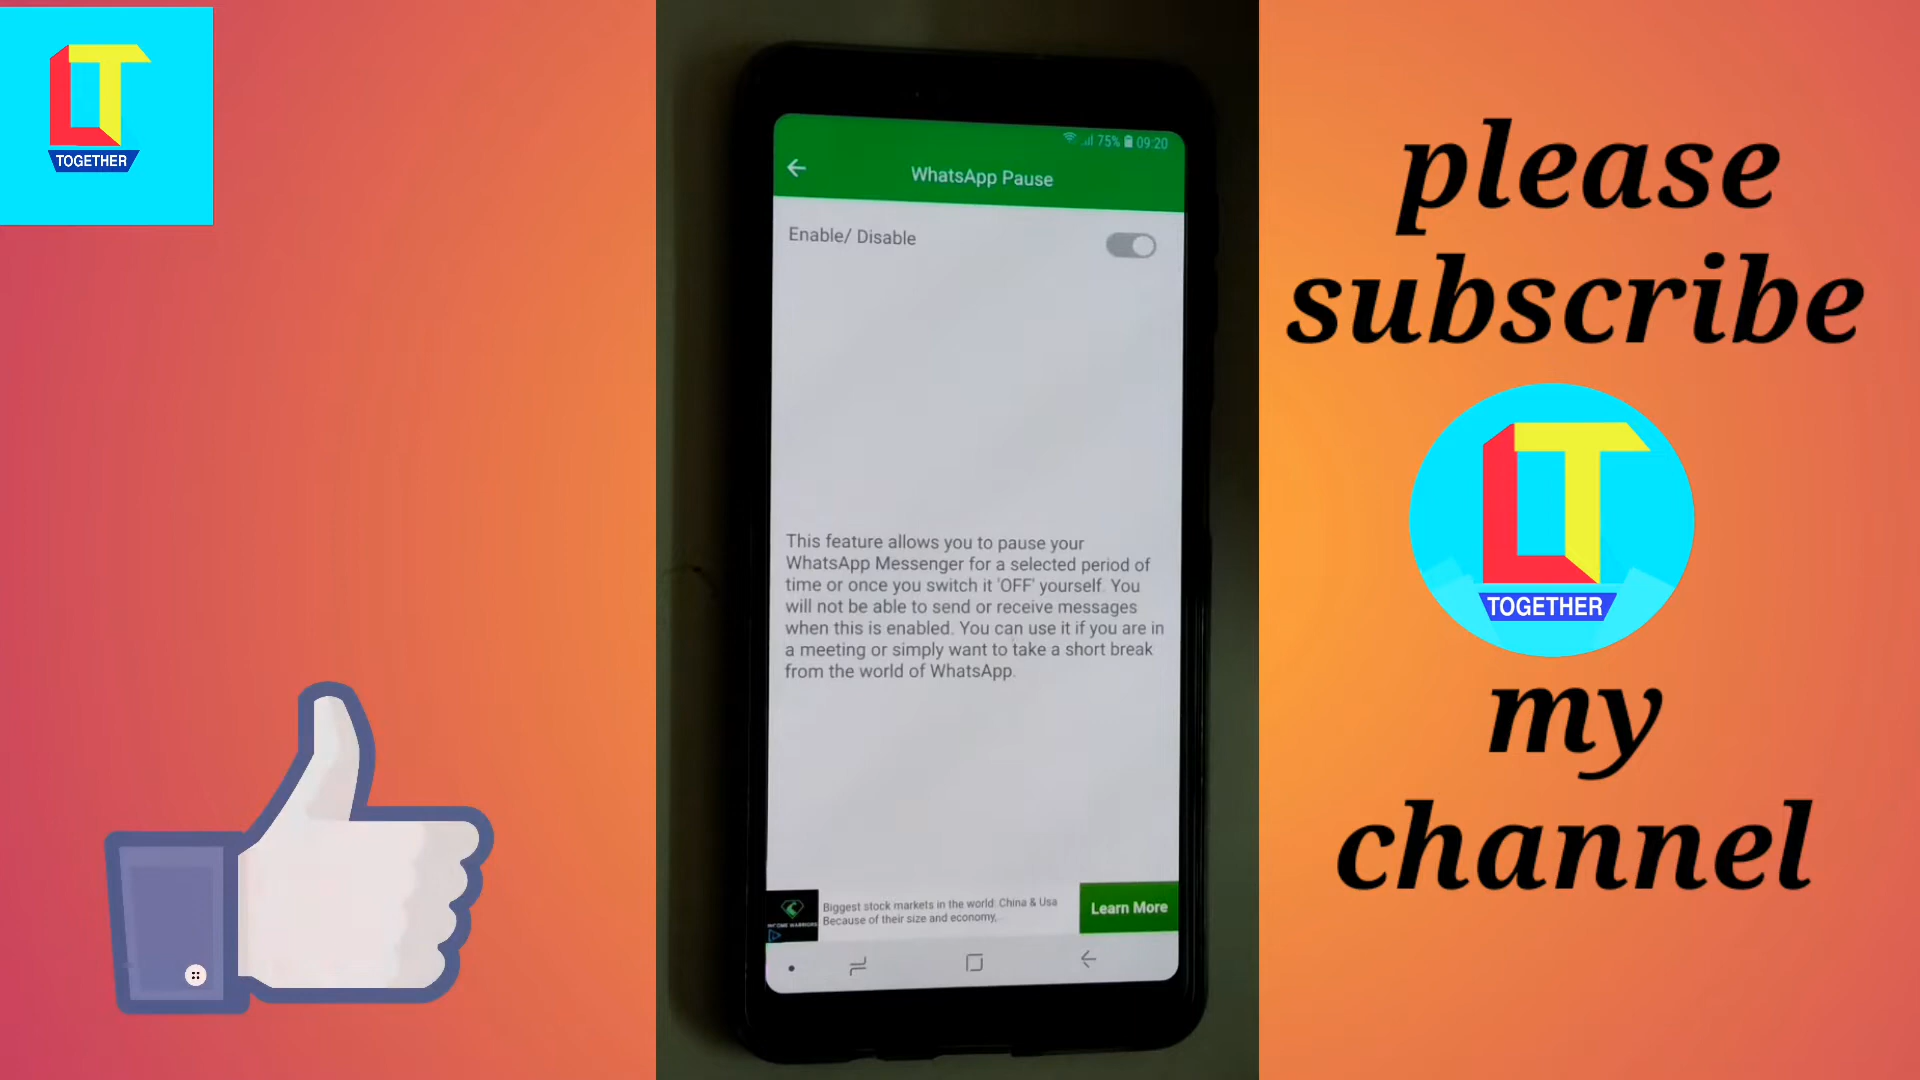 LT
TOGETHER
75% 09:20
WhatsApp Pause
Enable/ Disable
This feature allows you to pause your
WhatsApp Messenger for a selected period of
time or once you switch it 'OFF' yourself. You
will not be able to send or receive messages
when this is enabled. You can use it if you are in
a meeting or simply want to take a short break
from the world of WhatsApp.
INCOME WARRIORS
Biggest stock markets in the world: China & Usa
Because of their size and economy,..
Learn More
please
subscribe
LT
TOGETHER
my
channel